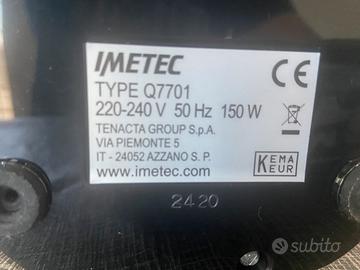 IMETEC
TYPE Q7701
220-240 V 50 Hz 150 W
TENACTA GROUP S.p.A.
VIA PIEMONTE 5
IT - 24052 AZZANO S. P.
www.imetec.com
CE
KEMA
KEUR
2420
subito